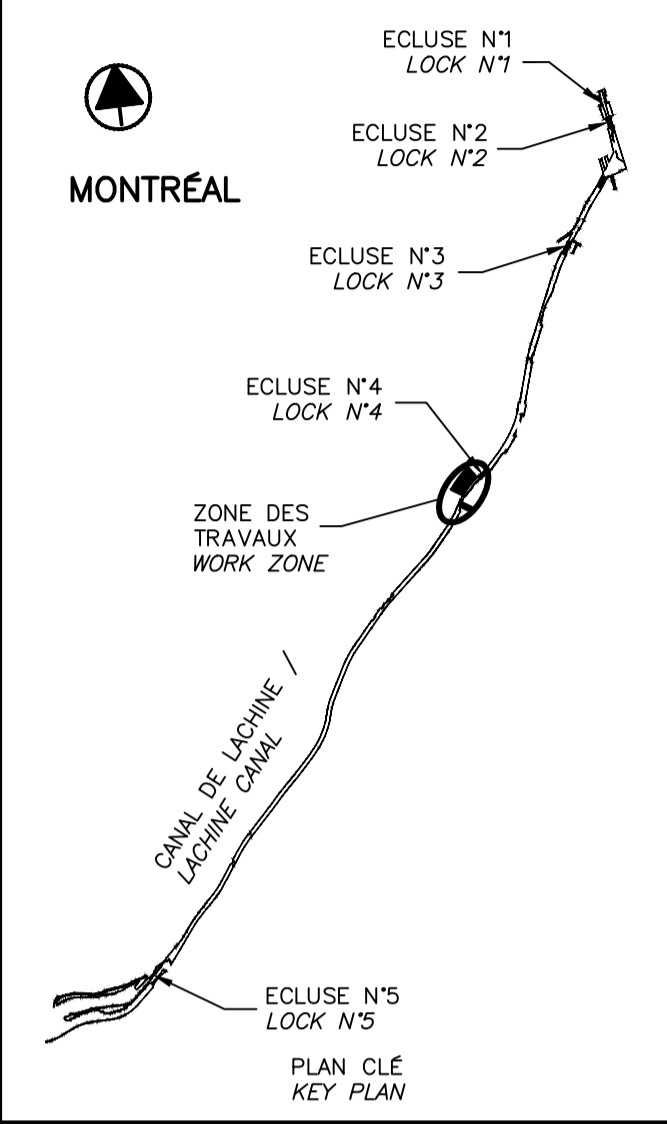 ECLUSE N°1
LOCK N°1
ECLUSE N°2
LOCK N°2
MONTRÉAL
ECLUSE N°3
LOCK N°3
ECLUSE N°4
LOCK N°4
ZONE DES
TRAVAUX
WORK ZONE
CANAL DE LACHINE /
LACHINE CANAL
ECLUSE N°5
LOCK N°5
PLAN CLÉ
KEY PLAN